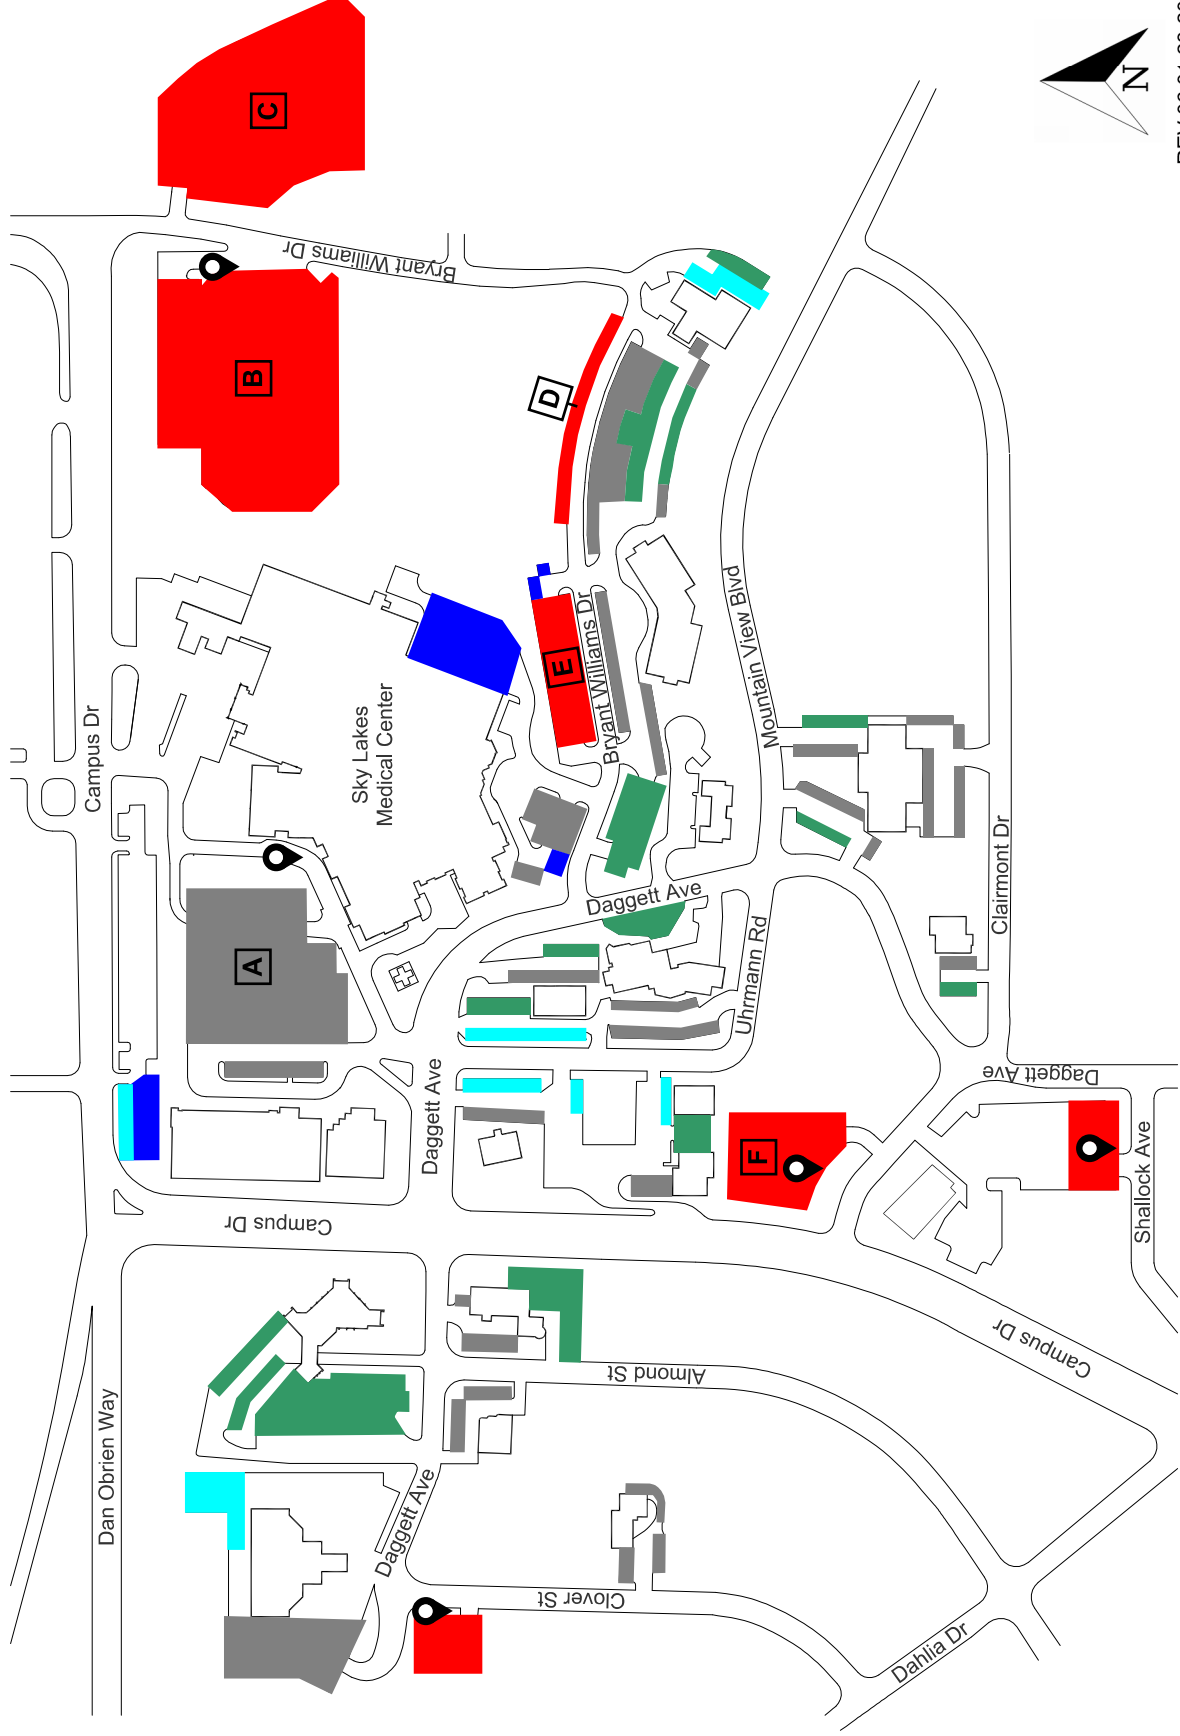 C
B
Bryant Williams Dr
D
Campus Dr
Sky Lakes
Medical Center
E
Bryant Williams Dr
Mountain View Blvd
A
Daggett Ave
Clairmont Dr
Uhrmann Rd
Daggett Ave
Daggett Ave
F
Shallock Ave
Campus Dr
Campus Dr
Almond St
Dan Obrien Way
Daggett Ave
Clover St
Dahlia Dr
N